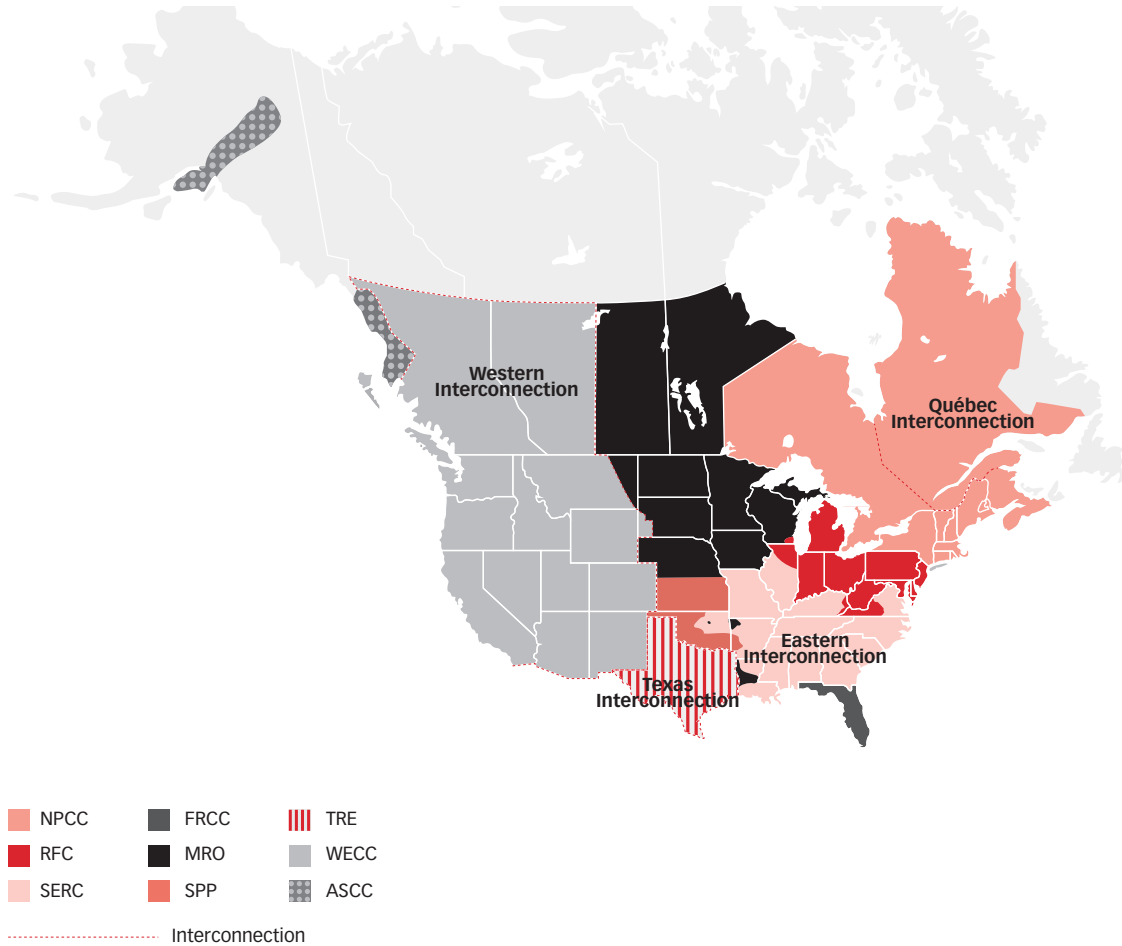 Western
Interconnection
Québec
Interconnection
Eastern
Interconnection
Texas
Interconnection
NPCC
FRCC
TRE
RFC
MRO
WECC
SERC
SPP
ASCC
Interconnection